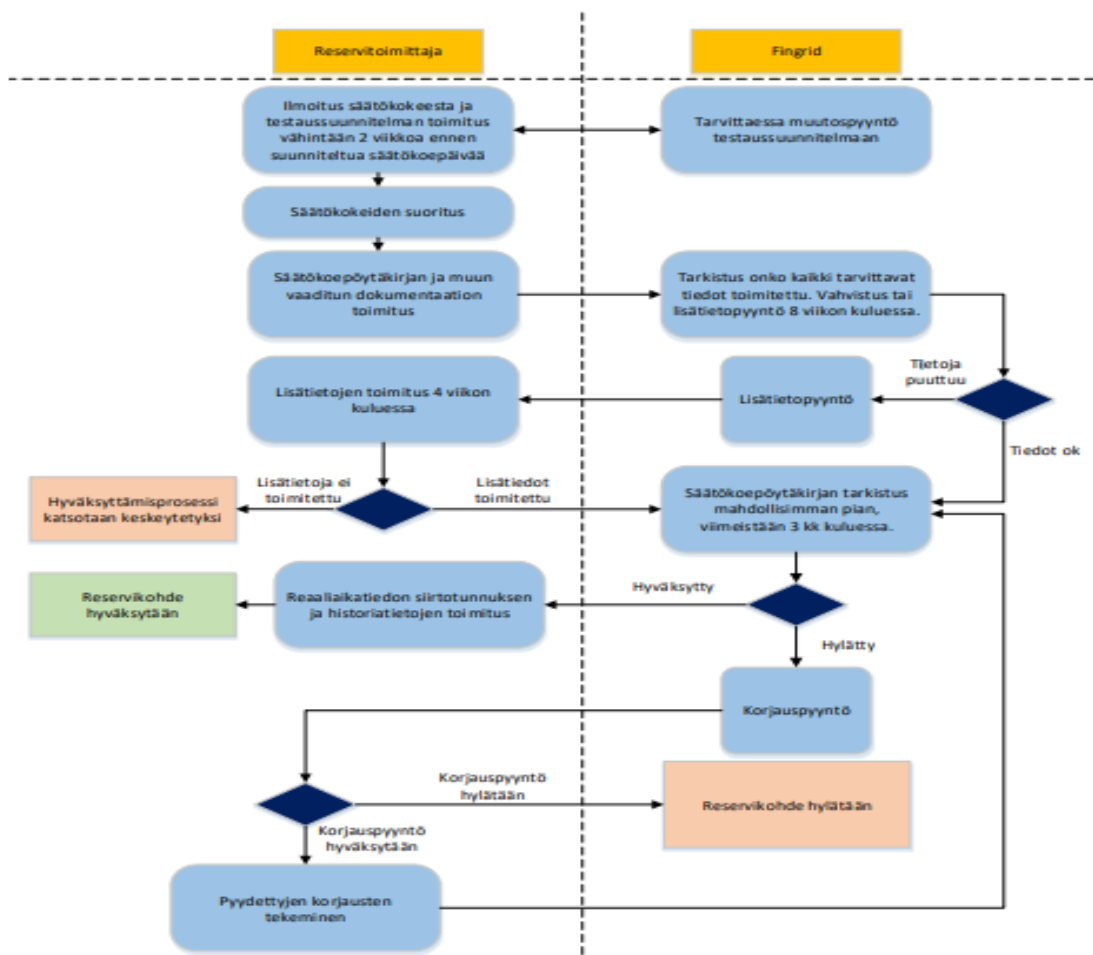 Reservitoimittaja
Fingrid
Ilmoitus säätökokeesta ja
testaussuunnitelman toimitus
vähintään 2 viikkoa ennen
suunniteltua säätökoepäivää
Tarvittaessa muutospyyntö
testaussuunnitelmaan
Säätökokeiden suoritus
Säätökoepöytäkirjan ja muun
vaaditun dokumentaation
toimitus
Tarkistus onko kaikki tarvittavat
tiedot toimitettu. Vahvistus tai
lisätietopyyntö 8 viikon kuluessa.
Tietoja
puuttuu
Lisätietojen toimitus 4 viikon
kuluessa
Lisätietopyyntö
Tiedot ok
Lisätietoja ei
toimitettu
Lisätiedot
toimitettu
Hyväksyttämisprosessi
katsotaan keskeytetyksi
Säätökoepöytäkirjan tarkistus
mahdollisimman pian,
viimeistään 3 kk kuluessa.
Hyväksytty
Reservikohde
hyväksytään
Reaaliaikatiedon siirtotunnuksen
ja historiatietojen toimitus
Hylätty
Korjauspyyntö
Korjauspyyntö
hylätään
Reservikohde hylätään
Korjauspyyntö
hyväksytään
Pyydettyjen korjausten
tekeminen